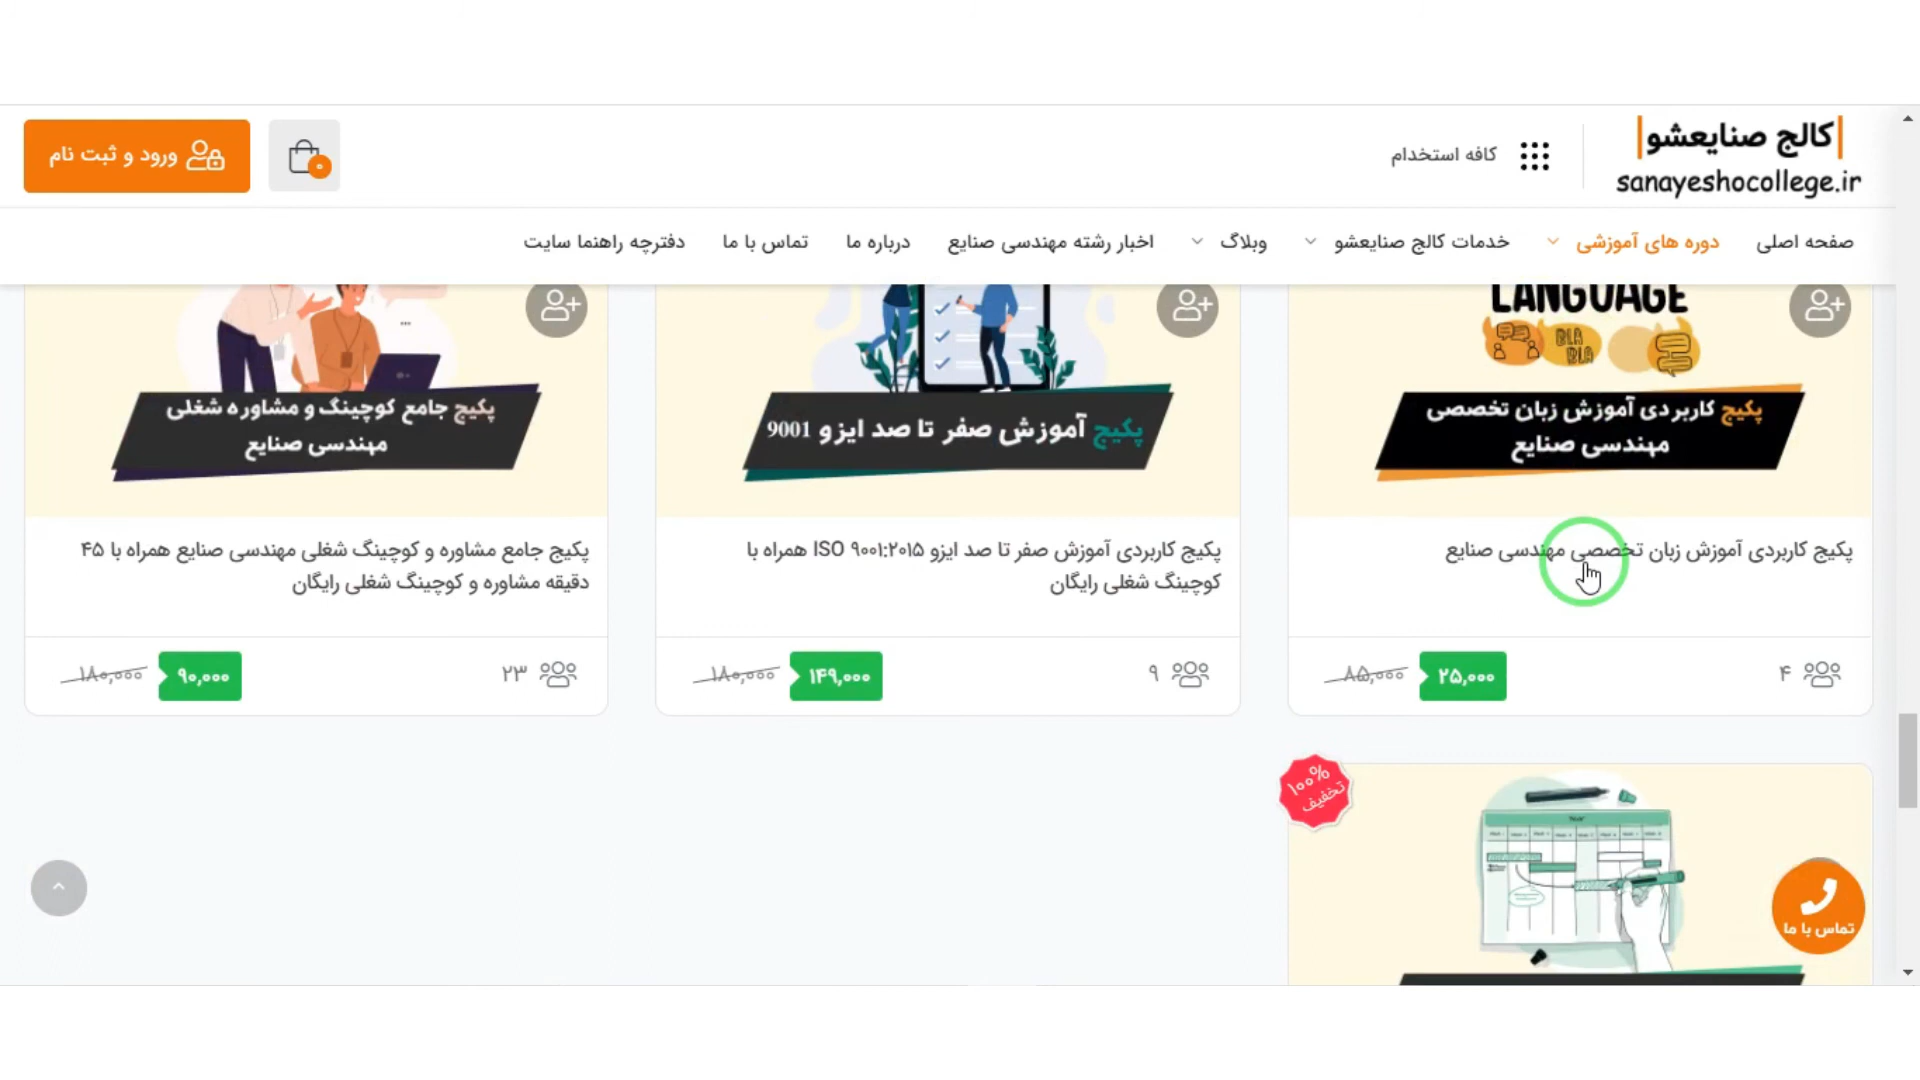 کالج صنایعشو
sanayeshocollege.ir
کافه استخدام
۰
ورود و ثبت نام
صفحه اصلی
دوره های آموزشی
خدمات کالج صنایعشو
وبلاگ
اخبار رشته مهندسی صنایع
درباره ما
تماس با ما
دفترچه راهنما سایت
LANGUAGE
BLA
BLA
پکیج کاربردی آموزش زبان تخصصی
مهندسی صنایع
پکیج کاربردی آموزش زبان تخصصی مهندسی صنایع
۴
۲۵,۰۰۰
۸۵,۰۰۰
پکیج آموزش صفر تا صد ایزو 9001
پکیج کاربردی آموزش صفر تا صد ایزو ISO ۹۰۰۱:۲۰۱۵ همراه با
کوچینگ شغلی رایگان
۹
۱۴۹,۰۰۰
۱۸۰,۰۰۰
پکیج جامع کوچینگ و مشاوره شغلی
مهندسی صنایع
پکیج جامع مشاوره و کوچینگ شغلی مهندسی صنایع همراه با ۴۵
دقیقه مشاوره و کوچینگ شغلی رایگان
۲۳
۹۰,۰۰۰
۱۸۰,۰۰۰
۱۰۰%
تخفیف
تماس با ما